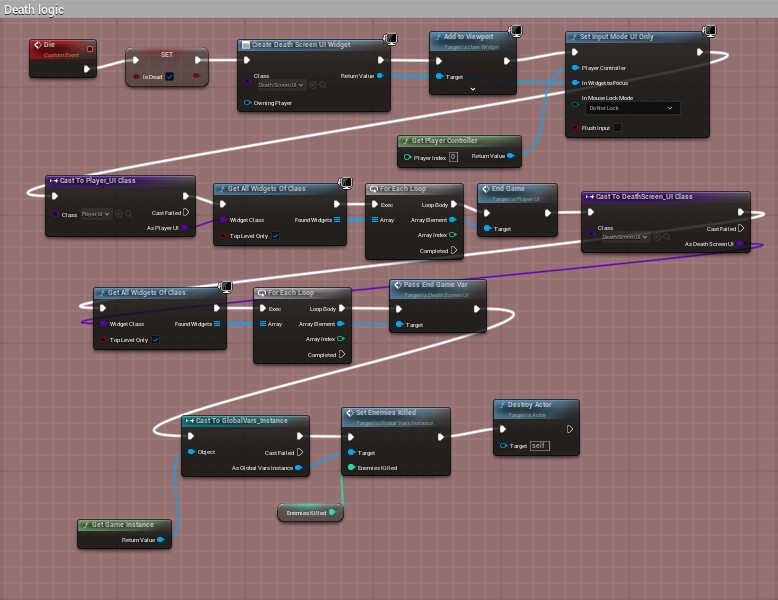 Death logic
Die
Custom Event
SET
Is Dead
Create Death Screen UI Widget
Class
Death Screen UI
Return Value
Owning Player
Add to Viewport
Target is User Widget
Target
Set Input Mode UI Only
Player Controller
In Widget to Focus
In Mouse Lock Mode
Do Not Lock
Flush Input
Get Player Controller
Player Index 0
Return Value
Cast To Player_UI Class
Class
Player UI
Cast Failed
As Player UI
Get All Widgets Of Class
Widget Class
Found Widgets
Top Level Only
For Each Loop
Exec
Loop Body
Array
Array Element
Array Index
Completed
End Game
Target is Player UI
Target
Cast To DeathScreen_UI Class
Class
Death Screen UI
Cast Failed
As Death Screen UI
Get All Widgets Of Class
Widget Class
Found Widgets
Top Level Only
For Each Loop
Exec
Loop Body
Array
Array Element
Array Index
Completed
Pass End Game Var
Target is Death Screen UI
Target
Cast To GlobalVars_Instance
Object
Cast Failed
As Global Vars Instance
Set Enemies Killed
Target is Global Vars Instance
Target
Enemies Killed
Destroy Actor
Target is Actor
Target self
Enemies Killed
Get Game Instance
Return Value